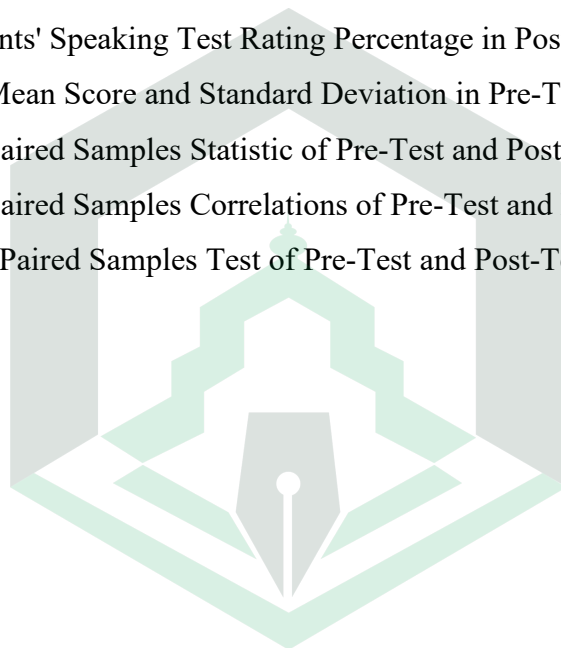 nts' Speaking Test Rating Percentage in Pos
Mean Score and Standard Deviation in Pre-T
aired Samples Statistic of Pre-Test and Post
aired Samples Correlations of Pre-Test and
Paired Samples Test of Pre-Test and Post-T